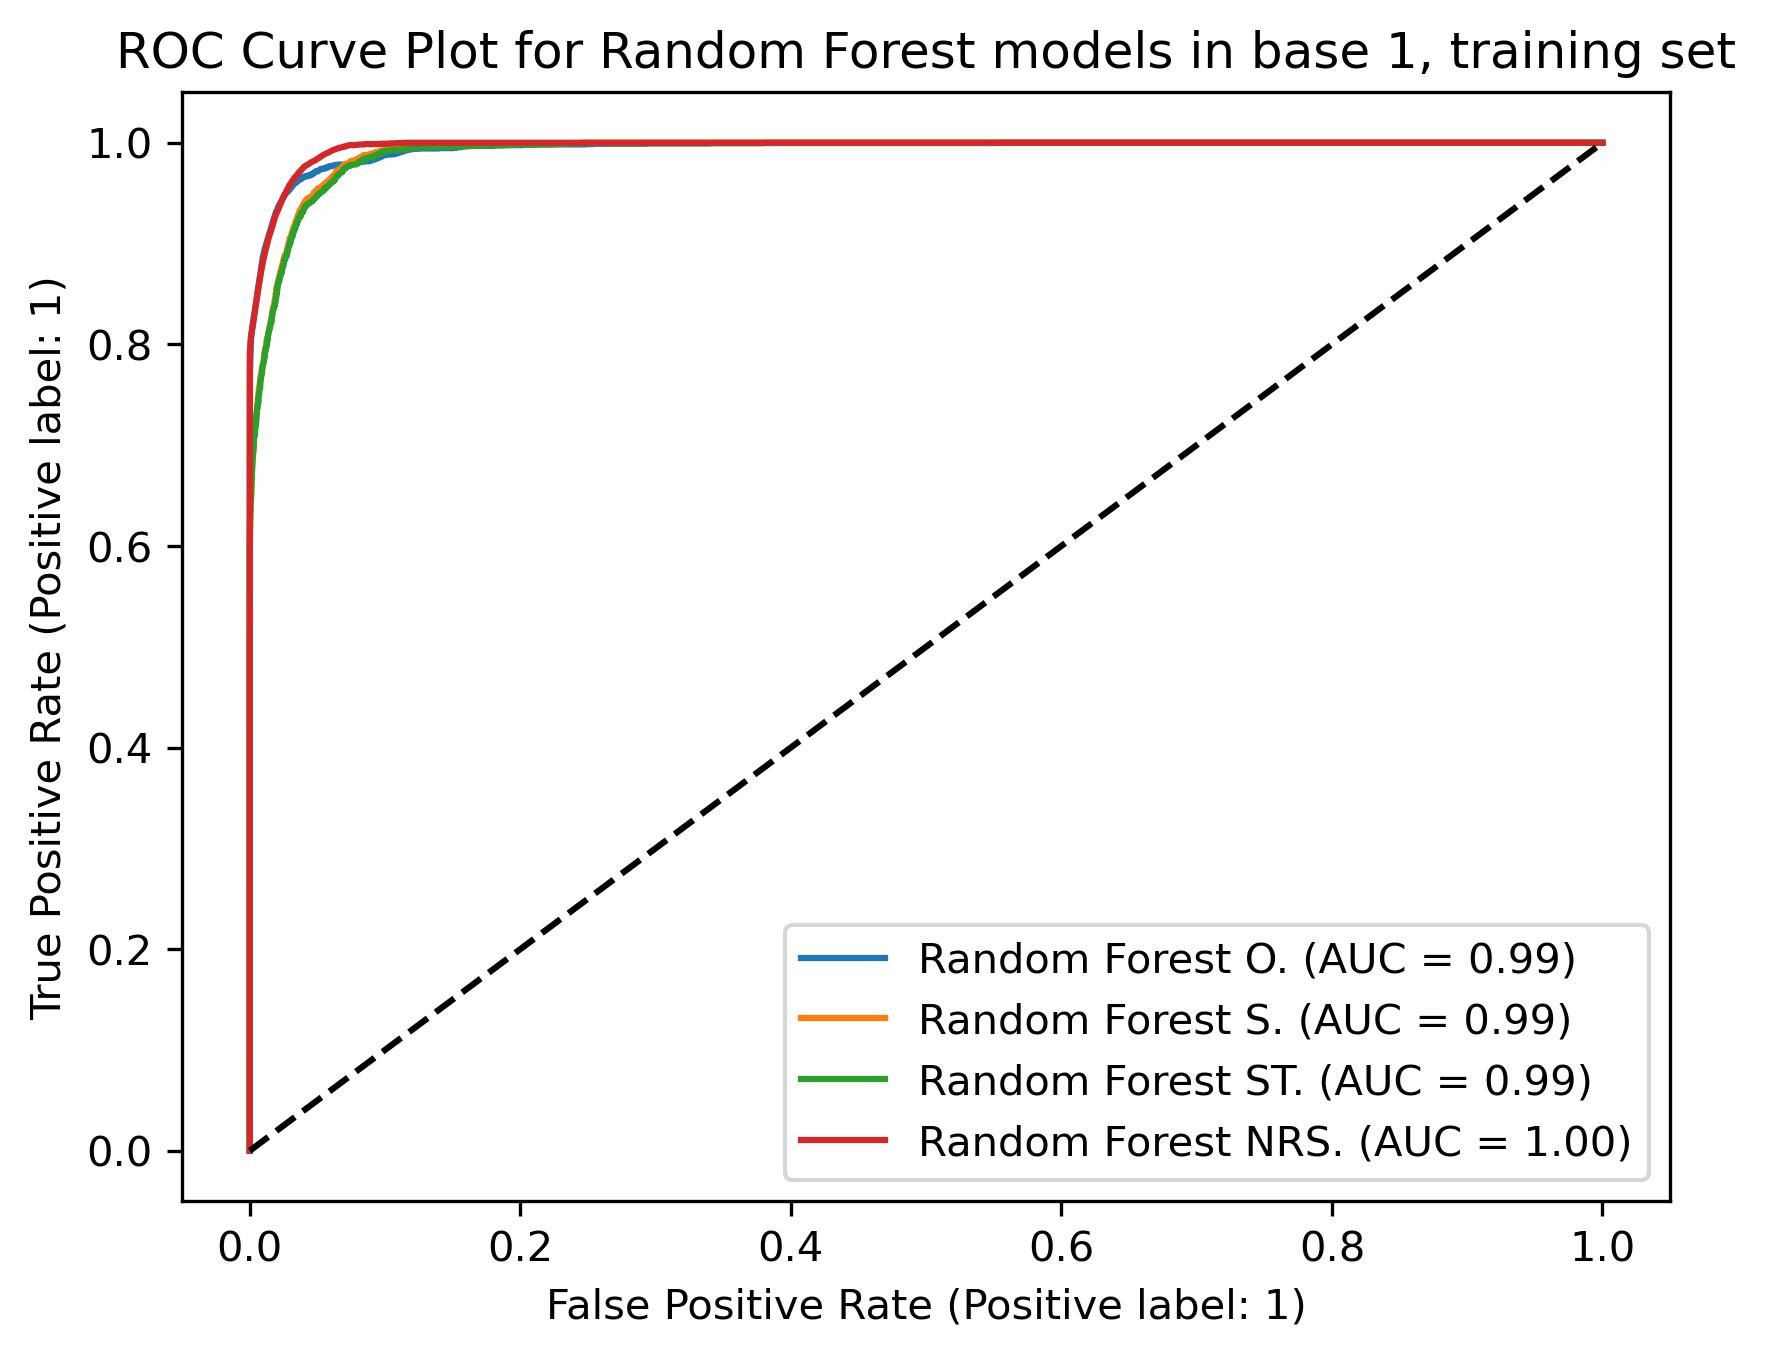 ROC Curve Plot for Random Forest models in base 1, training set
True Positive Rate (Positive label: 1)
1.0
0.8
0.6
0.4
0.2
0.0
Random Forest O. (AUC = 0.99)
Random Forest S. (AUC = 0.99)
Random Forest ST. (AUC = 0.99)
Random Forest NRS. (AUC = 1.00)
0.0 0.2 0.4 0.6 0.8 1.0
False Positive Rate (Positive label: 1)